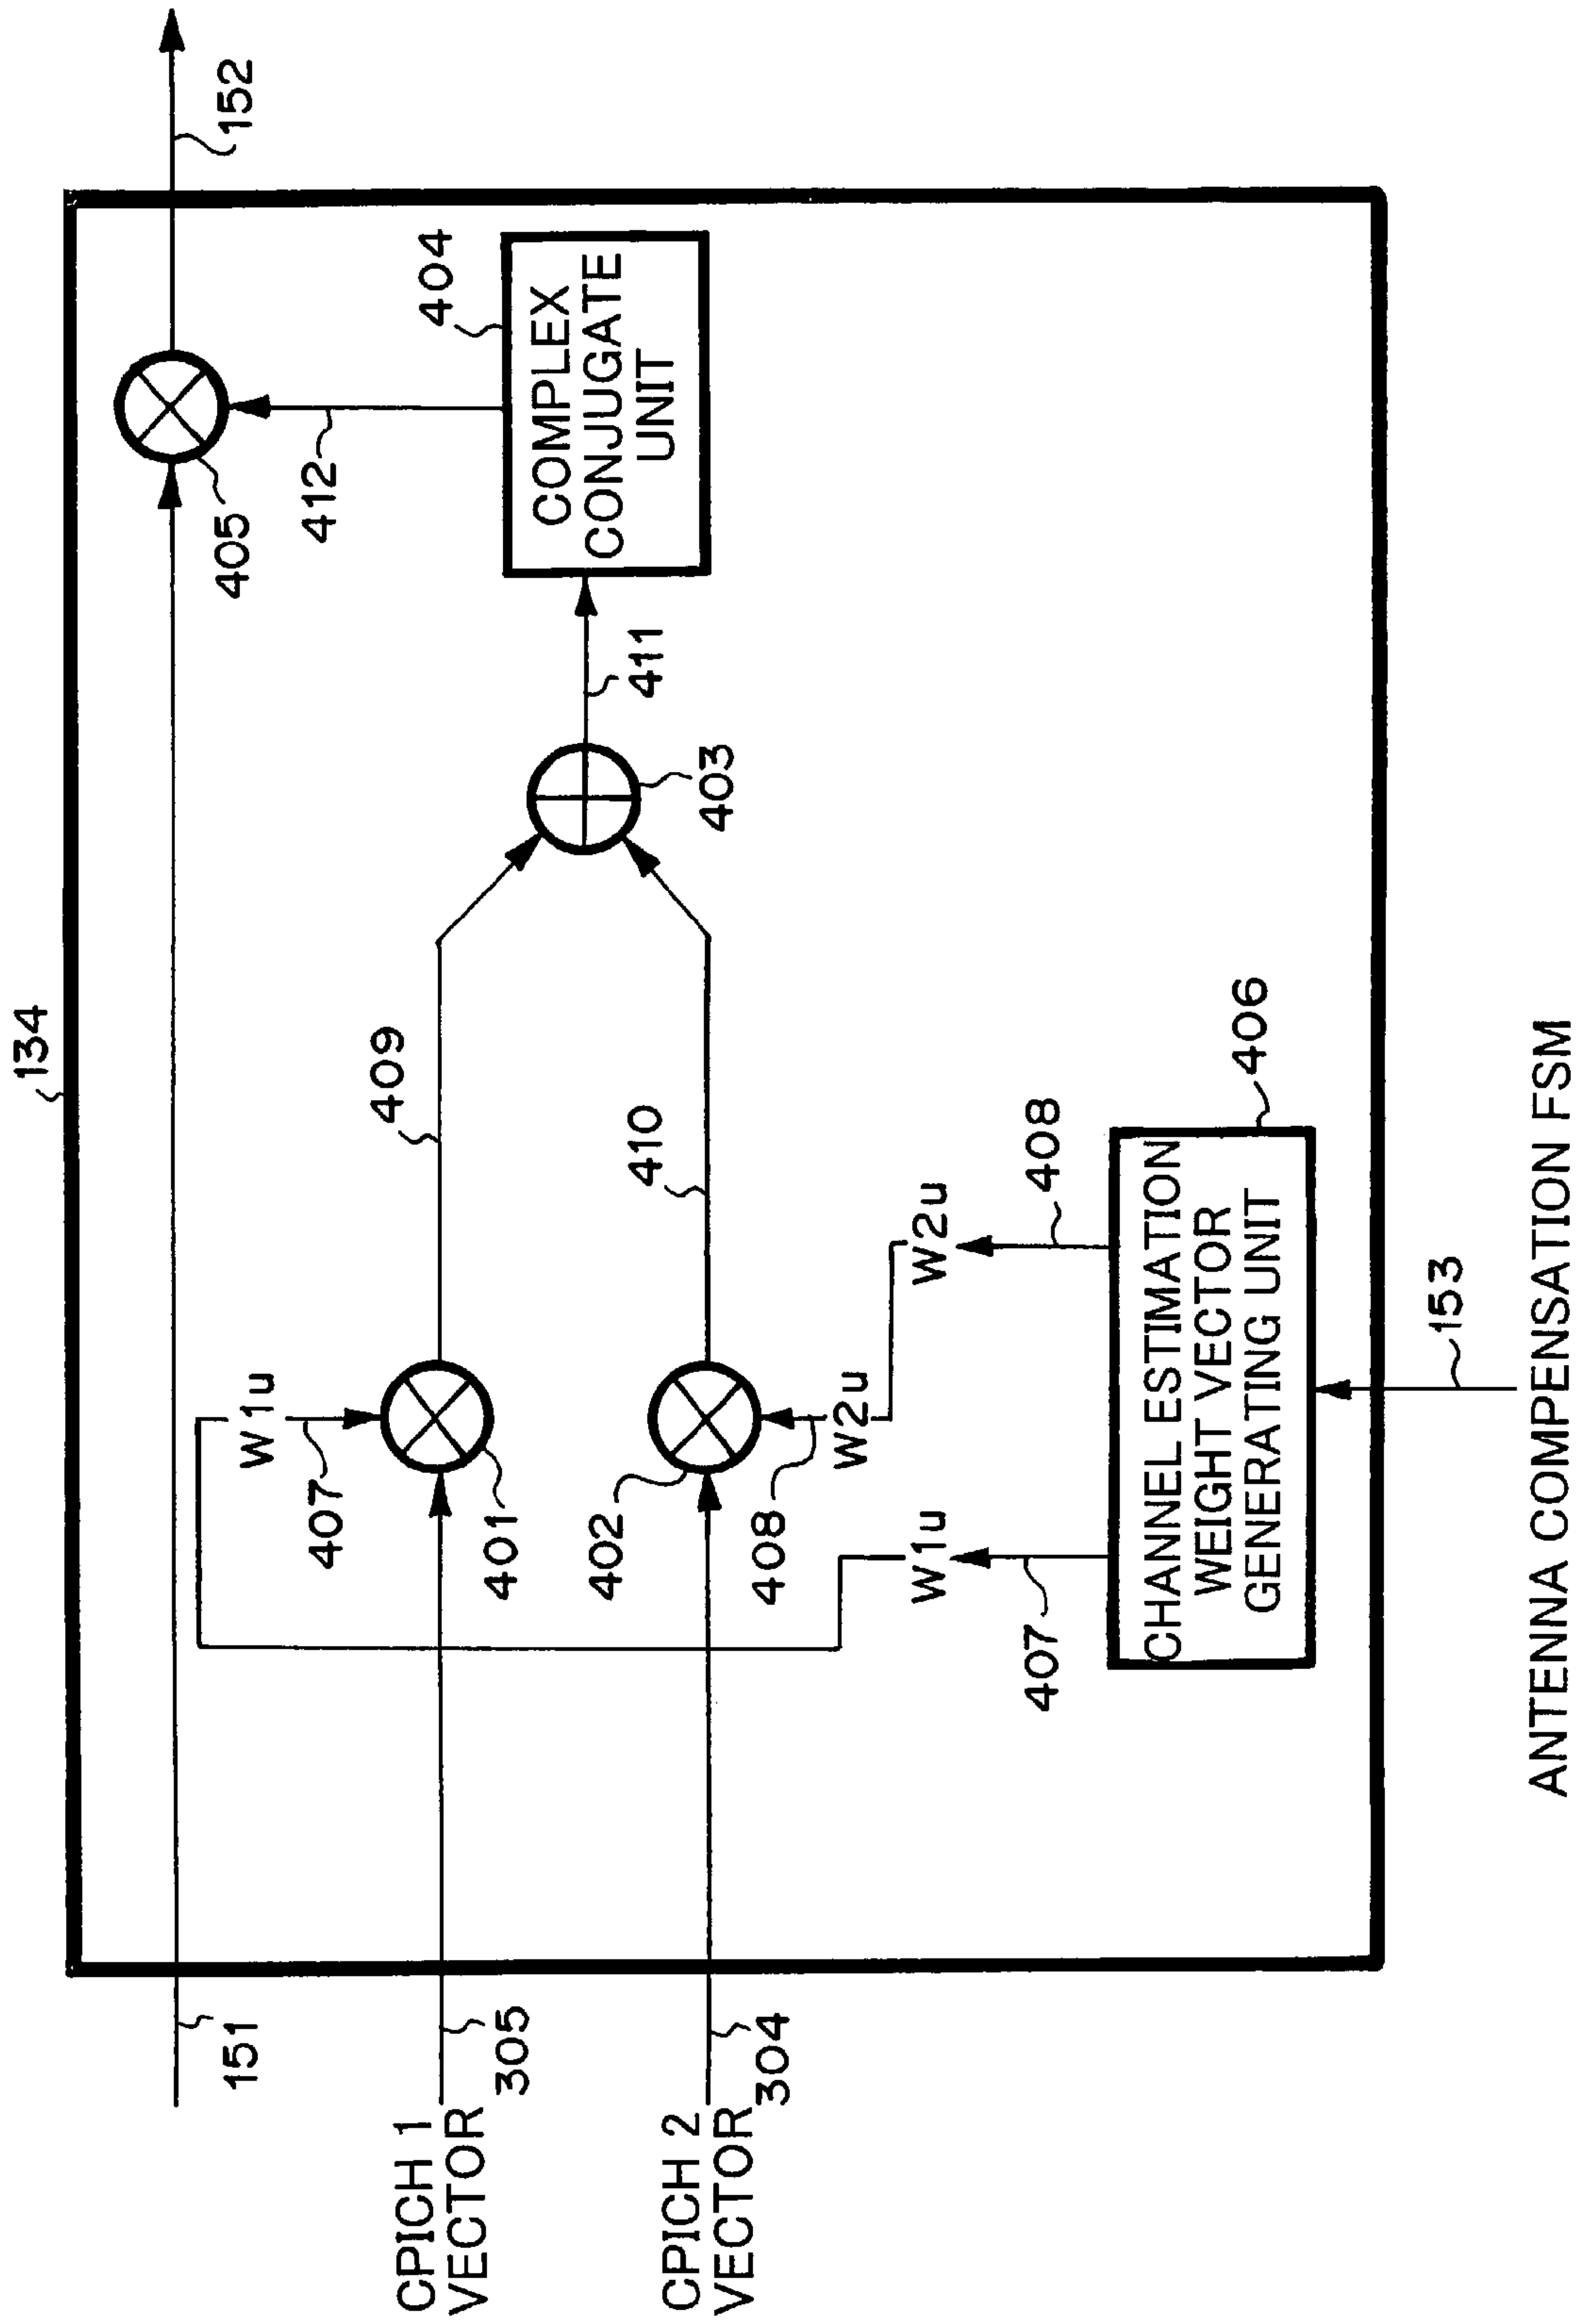 134
152
405
412
404
COMPLEX
CONJUGATE
UNIT
151
W1u
407
401
409
403
411
CPICH 1
VECTOR
305
402
410
CPICH 2
VECTOR
304
408
W2u
W1u
407
W2u
408
CHANNEL ESTIMATION
WEIGHT VECTOR
GENERATING UNIT
406
153
ANTENNA COMPENSATION FSM